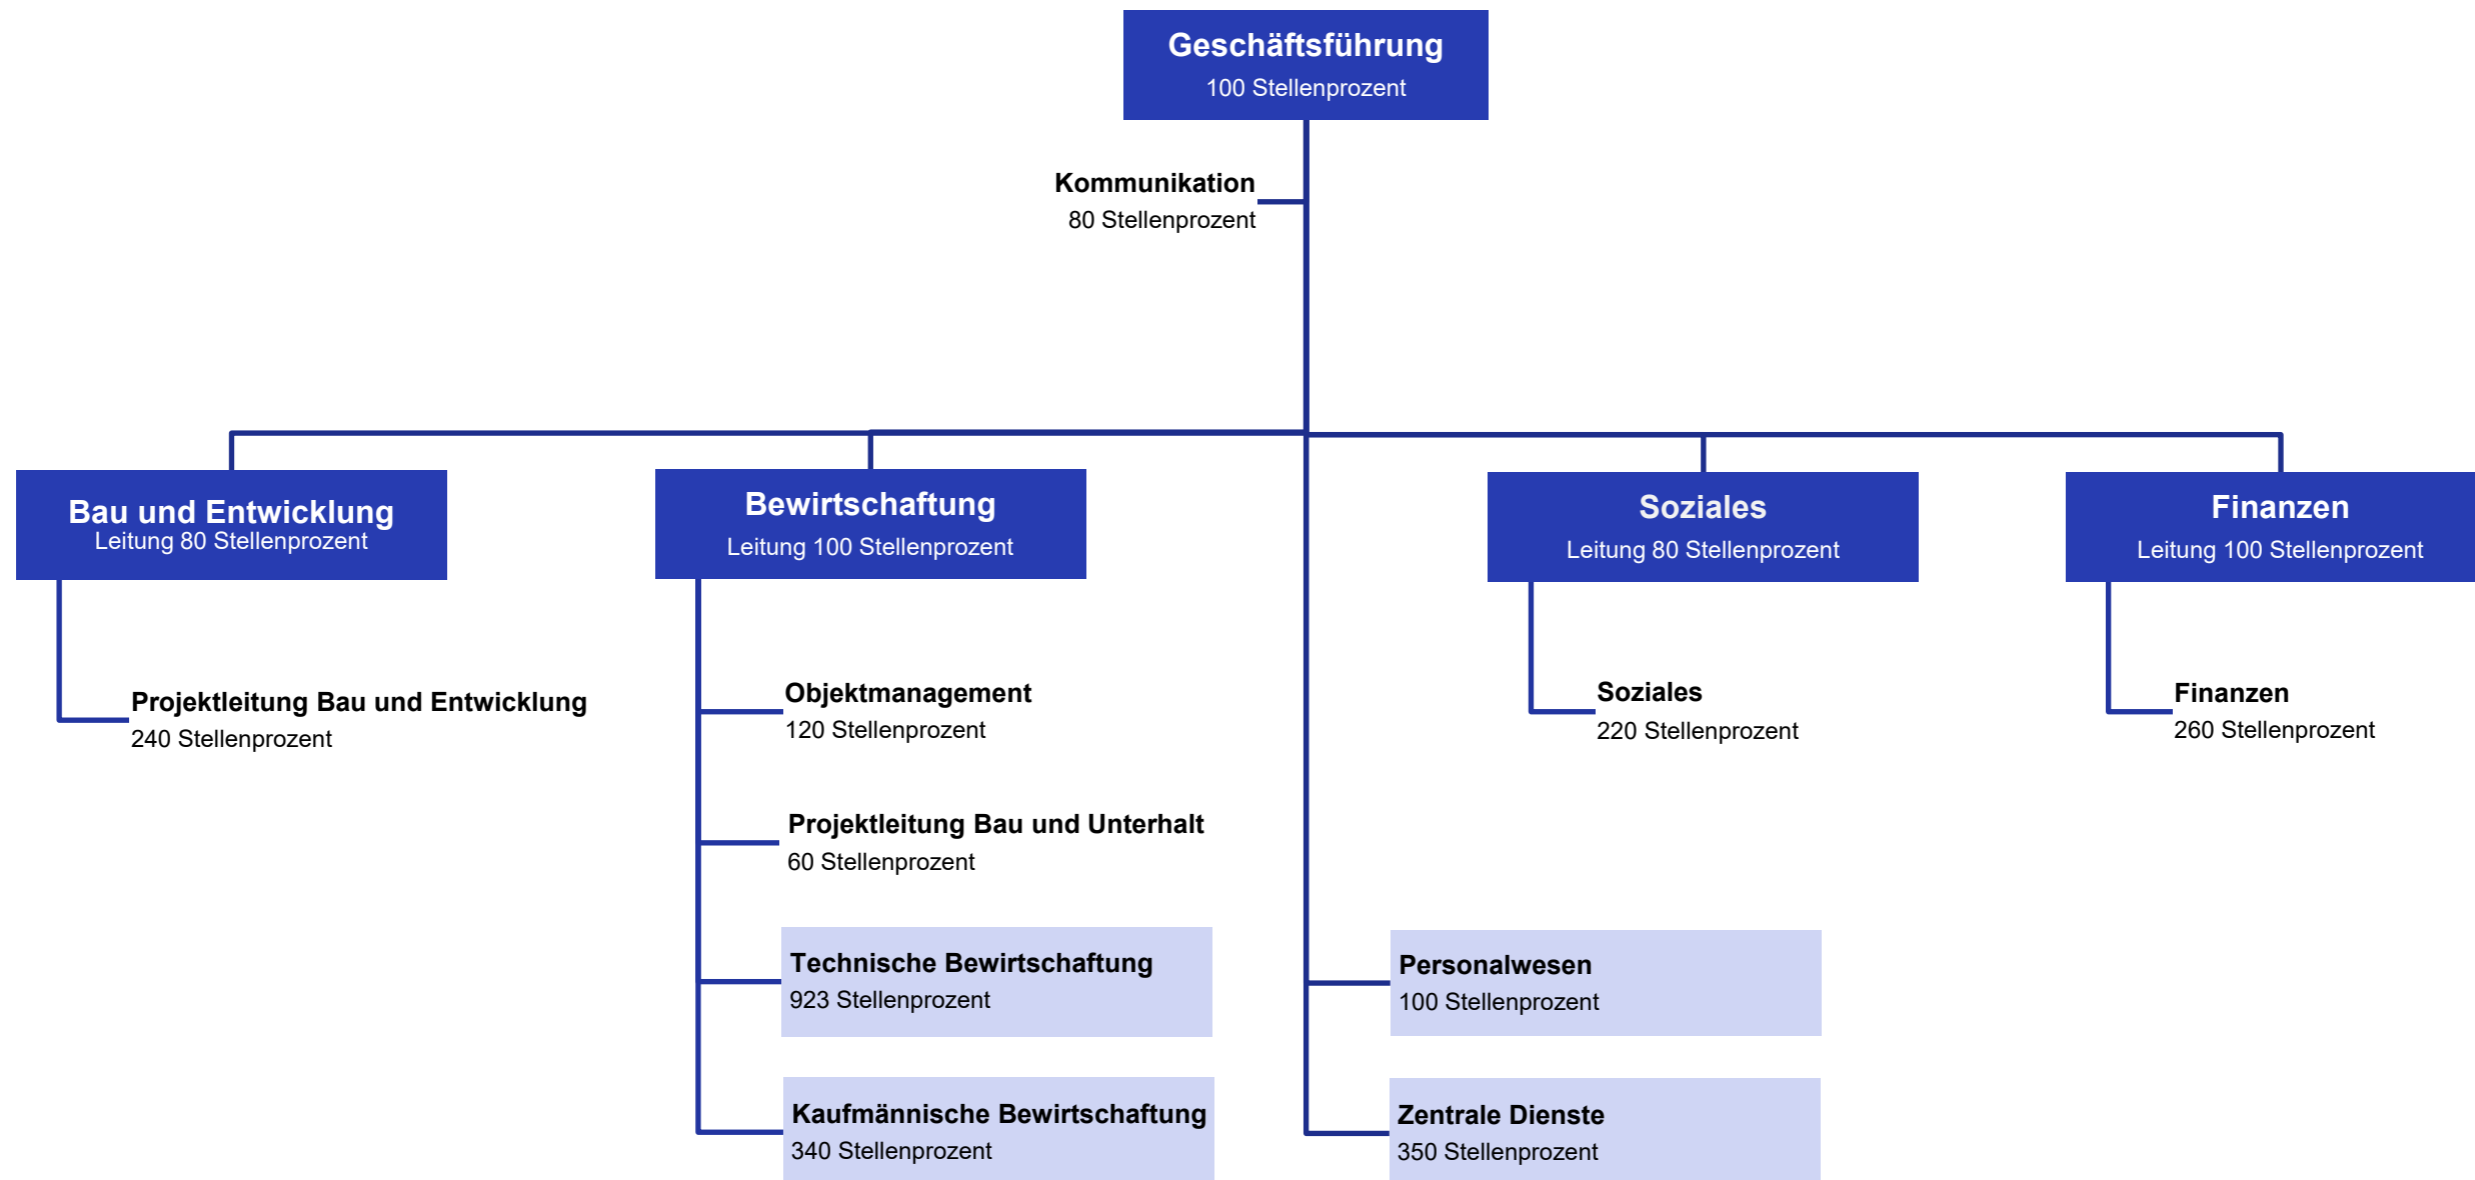 Geschäftsführung
100 Stellenprozent
Kommunikation
80 Stellenprozent
Bau und Entwicklung
Leitung 80 Stellenprozent
Bewirtschaftung
Leitung 100 Stellenprozent
Soziales
Leitung 80 Stellenprozent
Finanzen
Leitung 100 Stellenprozent
Projektleitung Bau und Entwicklung
240 Stellenprozent
Objektmanagement
120 Stellenprozent
Projektleitung Bau und Unterhalt
60 Stellenprozent
Technische Bewirtschaftung
923 Stellenprozent
Kaufmännische Bewirtschaftung
340 Stellenprozent
Personalwesen
100 Stellenprozent
Zentrale Dienste
350 Stellenprozent
Soziales
220 Stellenprozent
Finanzen
260 Stellenprozent